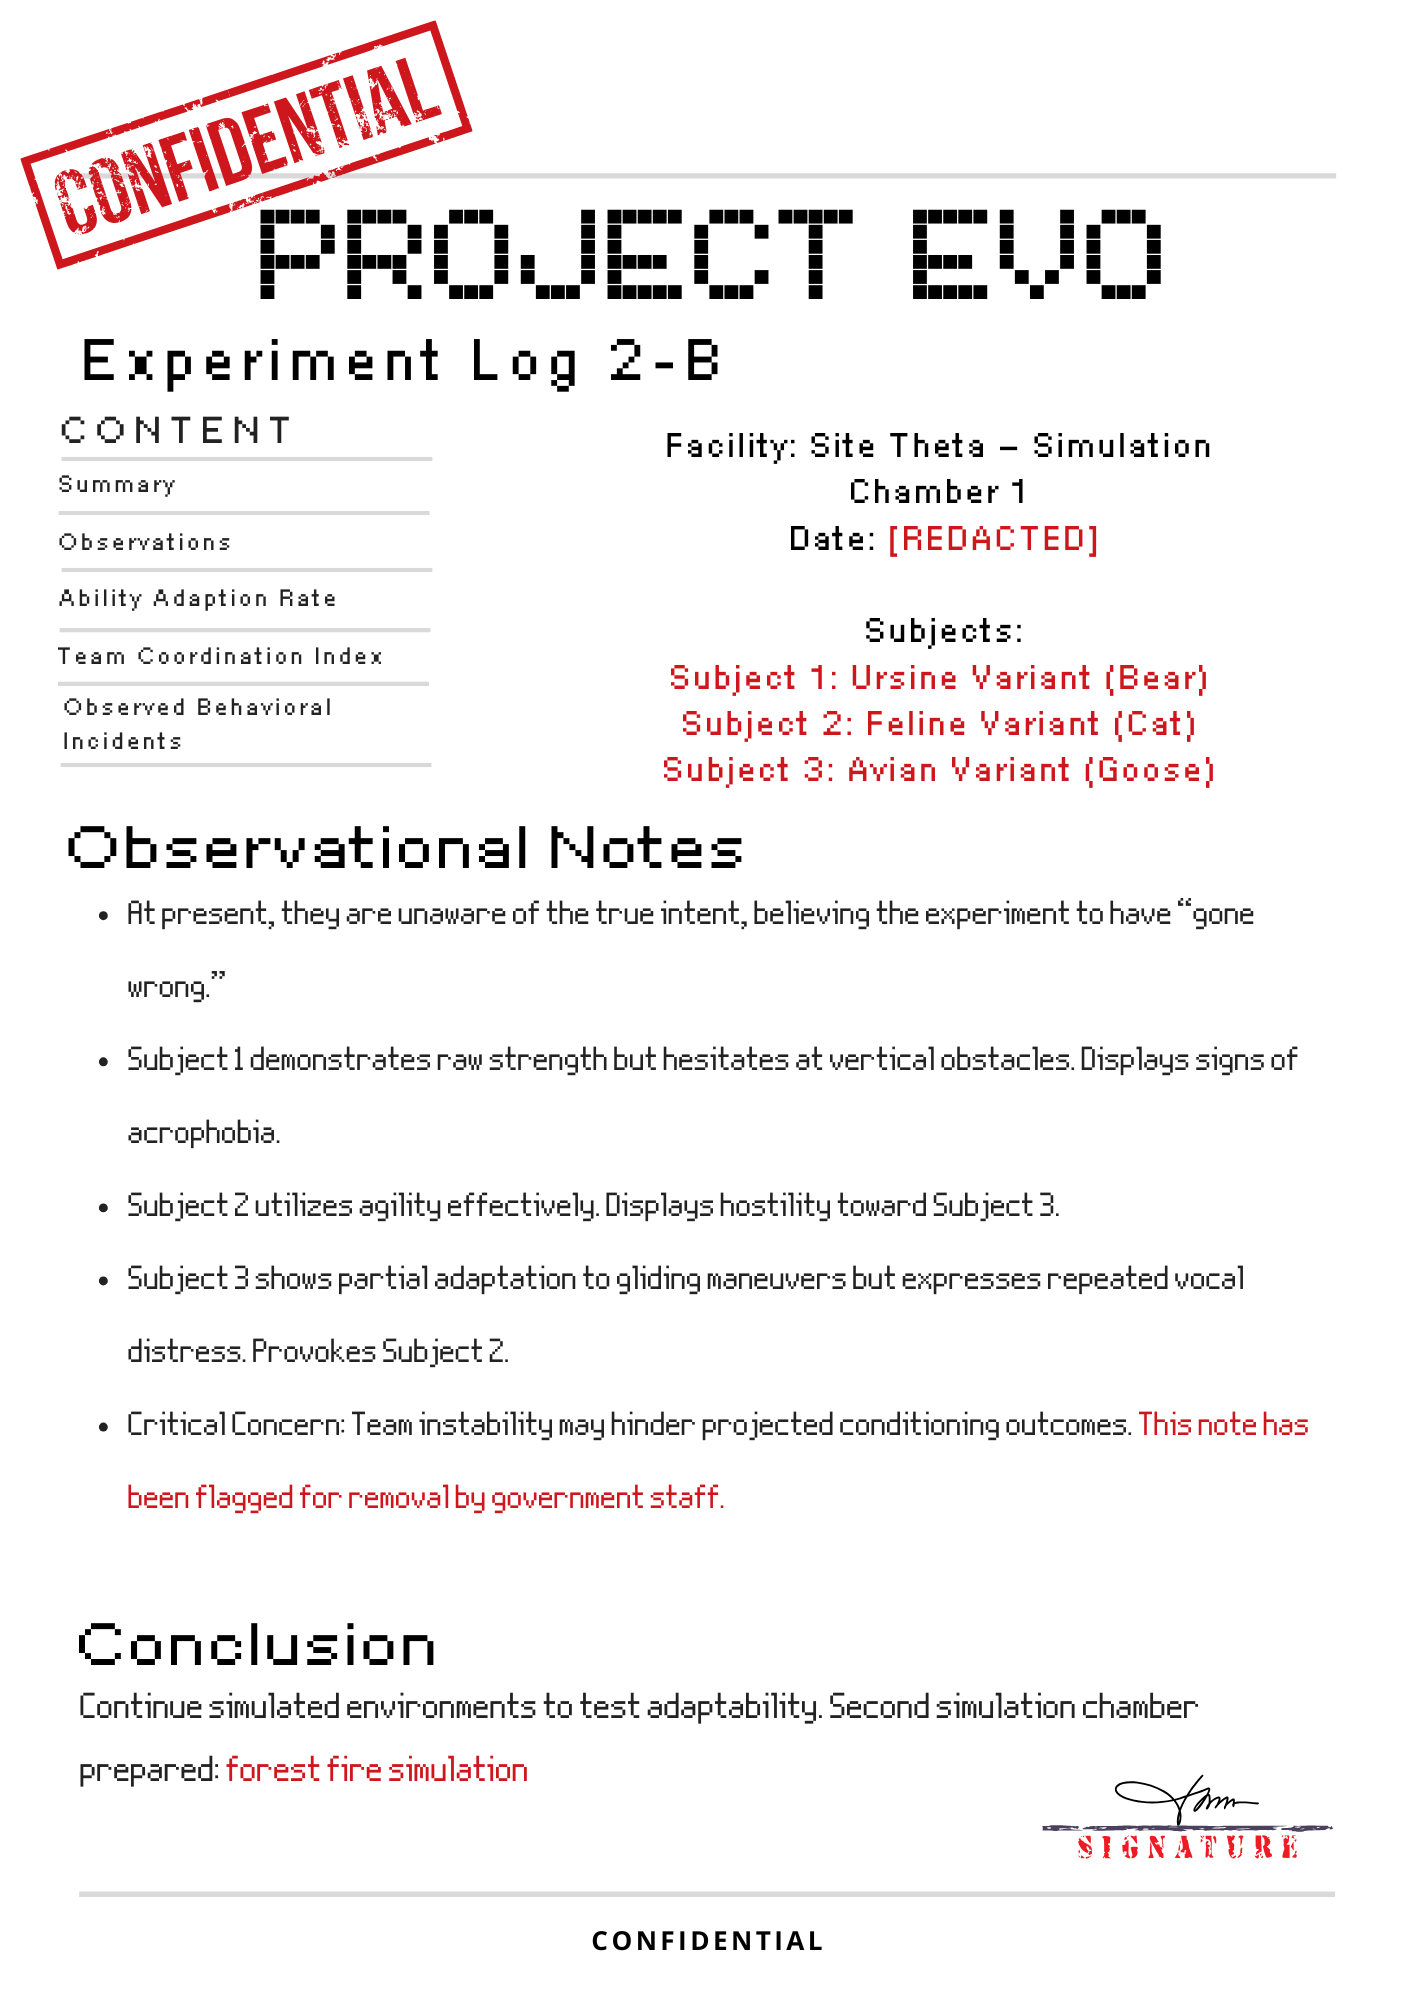 CONFIDENTIAL
PROJECT EVO
Experiment Log 2-B
CONTENT
Summary
Observations
Ability Adaption Rate
Team Coordination Index
Observed Behavioral
Incidents
Facility: Site Theta – Simulation
Chamber 1
Date: [REDACTED]
Subjects:
Subject 1: Ursine Variant (Bear)
Subject 2: Feline Variant (Cat)
Subject 3: Avian Variant (Goose)
Observational Notes
• At present, they are unaware of the true intent, believing the experiment to have “gone
wrong.”
• Subject 1 demonstrates raw strength but hesitates at vertical obstacles. Displays signs of
acrophobia.
• Subject 2 utilizes agility effectively. Displays hostility toward Subject 3.
• Subject 3 shows partial adaptation to gliding maneuvers but expresses repeated vocal
distress. Provokes Subject 2.
• Critical Concern: Team instability may hinder projected conditioning outcomes. This note has
been flagged for removal by government staff.
Conclusion
Continue simulated environments to test adaptability. Second simulation chamber
prepared: forest fire simulation
SIGNATURE
CONFIDENTIAL